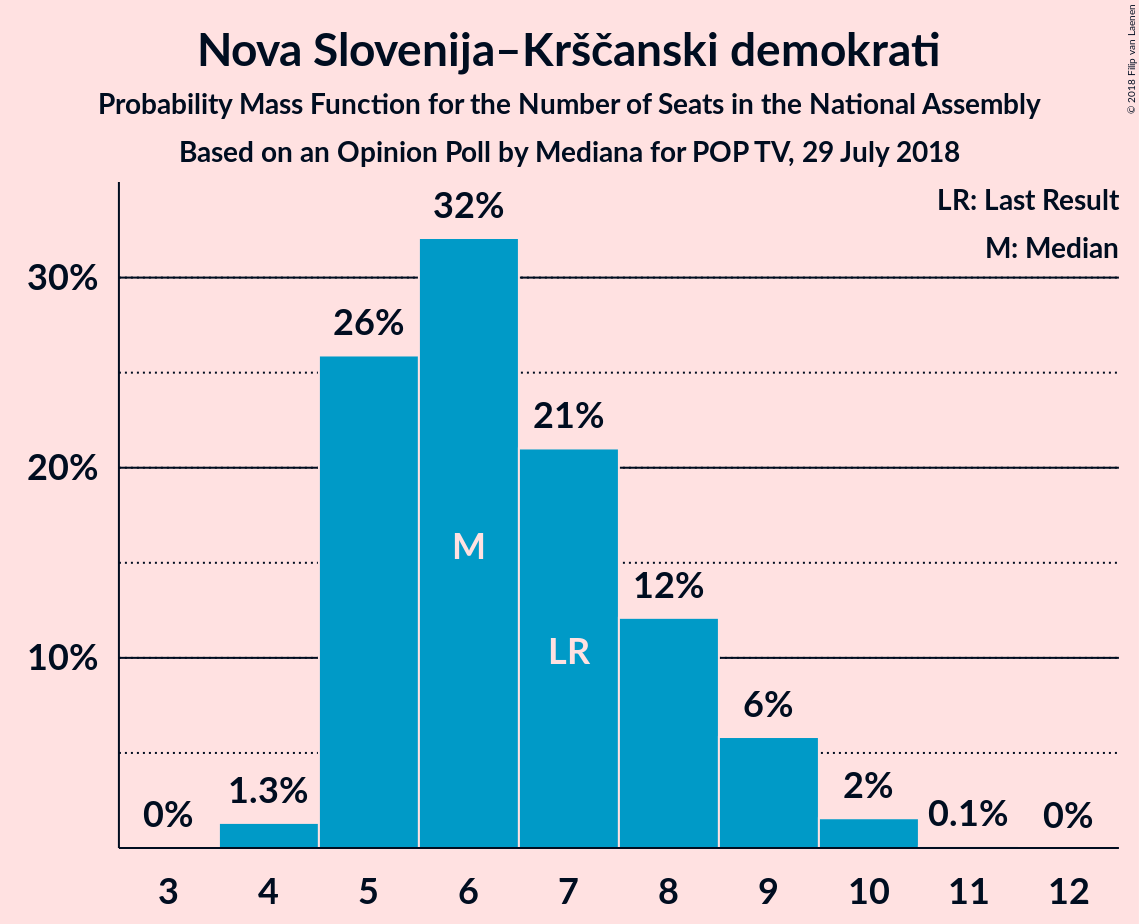 Nova Slovenija–Krščanski demokrati
Probability Mass Function for the Number of Seats in the National Assembly
Based on an Opinion Poll by Mediana for POP TV, 29 July 2018
© 2018 Filip van Laenen
LR: Last Result
M: Median
30%
20%
10%
0%
1.3%
26%
32%
21%
12%
6%
2%
0.1%
0%
M
LR
3 4 5 6 7 8 9 10 11 12